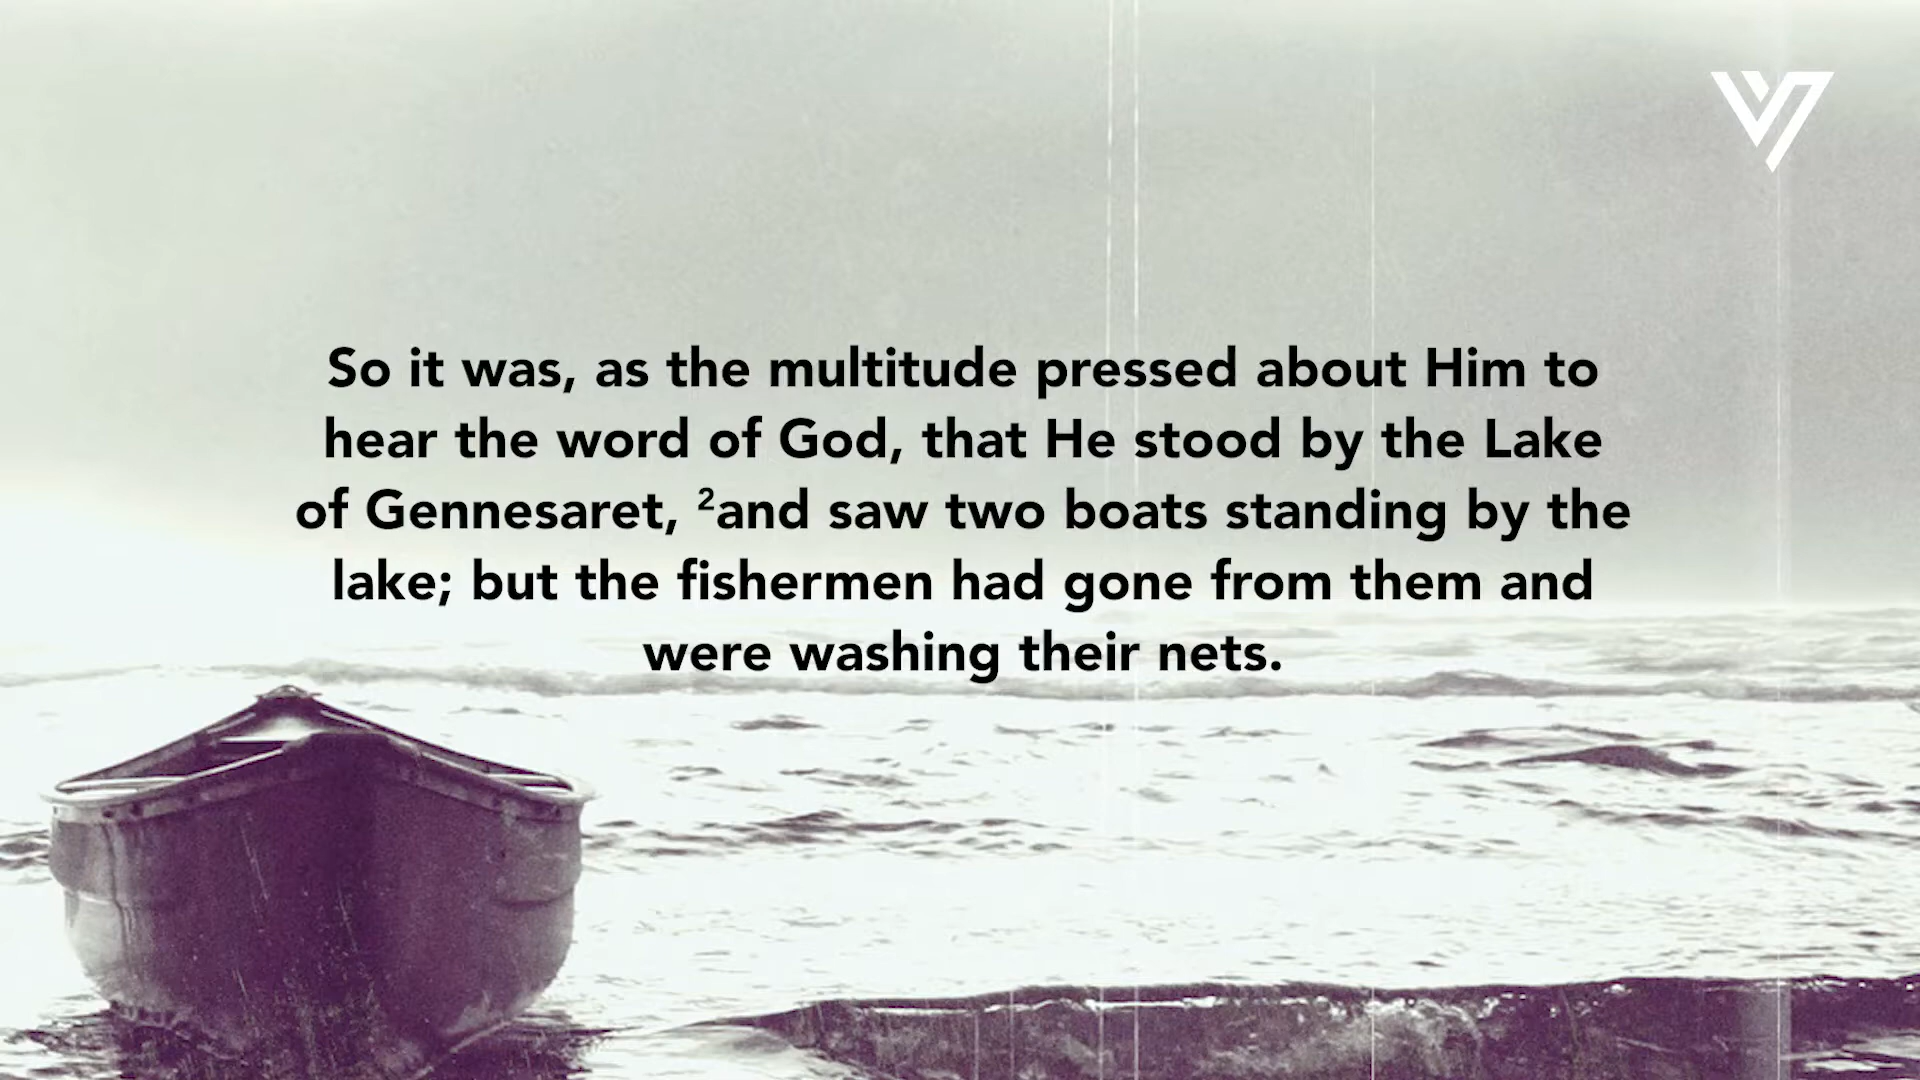 So it was, as the multitude pressed about Him to
hear the word of God, that He stood by the Lake
of Gennesaret, ²and saw two boats standing by the
lake; but the fishermen had gone from them and
were washing their nets.